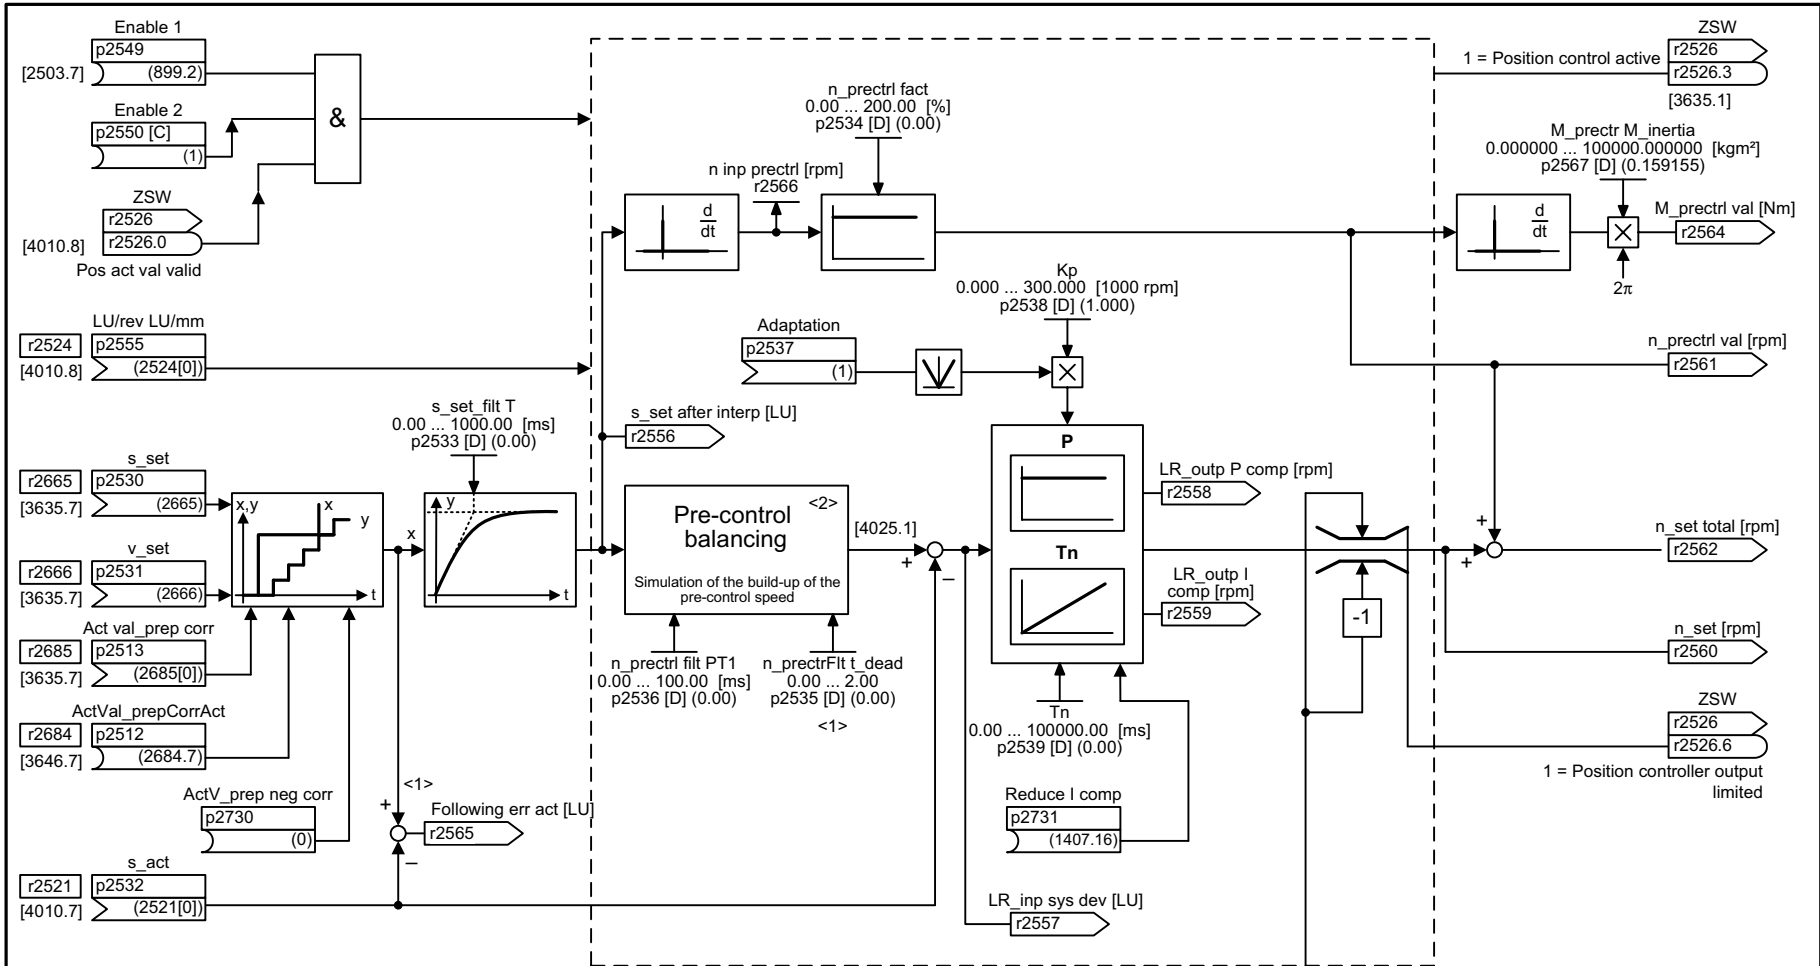 Enable 1
p2549
[2503.7]
(899.2)
Enable 2
p2550 [C]
(1)
&
ZSW
r2526
r2526.0
[4010.8]
Pos act val valid
LU/rev LU/mm
r2524
p2555
[4010.8]
(2524[0])
s_set_filt T
0.00 ... 1000.00 [ms]
p2533 [D] (0.00)
s_set
r2665
p2530
[3635.7]
(2665)
v_set
r2666
p2531
[3635.7]
(2666)
x,y
x
y
t
x
y
t
Act val_prep corr
r2685
p2513
[3635.7]
(2685[0])
ActVal_prepCorrAct
r2684
p2512
[3646.7]
(2684.7)
ActV_prep neg corr
p2730
(0)
<1>
+
–
Following err act [LU]
r2565
s_act
r2521
p2532
[4010.7]
(2521[0])
n_prectrl fact
0.00 ... 200.00 [%]
p2534 [D] (0.00)
n inp prectrl [rpm]
r2566
d
dt
Kp
0.000 ... 300.000 [1000 rpm]
p2538 [D] (1.000)
Adaptation
p2537
(1)
s_set after interp [LU]
r2556
<2>
Pre-control
balancing
Simulation of the build-up of the
pre-control speed
[4025.1]
+
–
n_prectrl filt PT1
0.00 ... 100.00 [ms]
p2536 [D] (0.00)
n_prectrFlt t_dead
0.00 ... 2.00
p2535 [D] (0.00)
<1>
P
Tn
LR_outp P comp [rpm]
r2558
LR_outp I
comp [rpm]
r2559
Tn
0.00 ... 100000.00 [ms]
p2539 [D] (0.00)
Reduce I comp
p2731
(1407.16)
LR_inp sys dev [LU]
r2557
-1
ZSW
r2526
1 = Position control active
r2526.3
[3635.1]
M_prectr M_inertia
0.000000 ... 100000.000000 [kgm²]
p2567 [D] (0.159155)
d
dt
2π
M_prectrl val [Nm]
r2564
n_prectrl val [rpm]
r2561
+
+
n_set total [rpm]
r2562
n_set [rpm]
r2560
ZSW
r2526
r2526.6
1 = Position controller output
limited